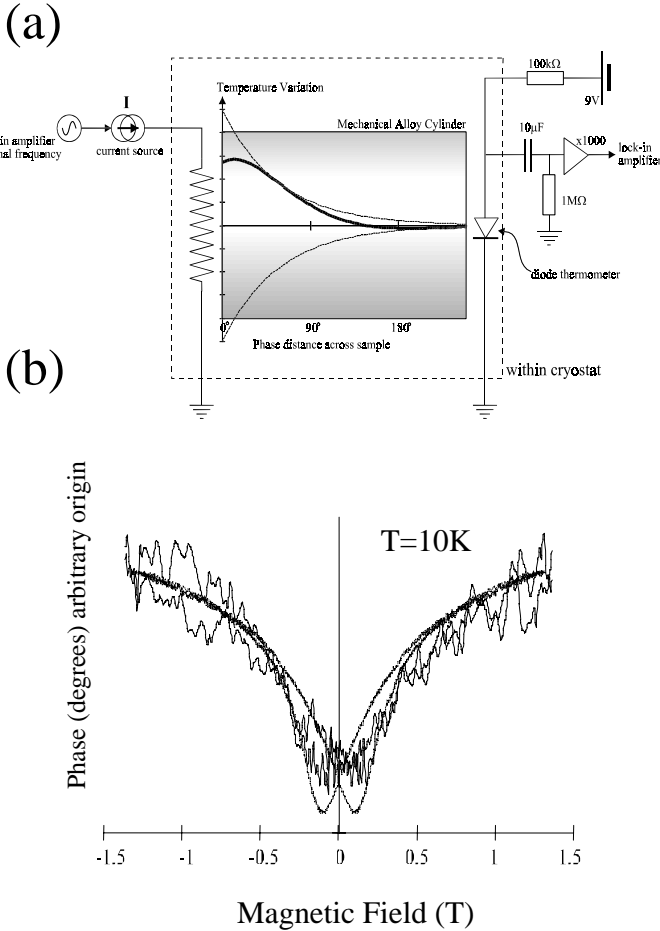 (a)
Temperature Variation
100kΩ
9V
I
Mechanical Alloy Cylinder
10μF
x1000
in amplifier
nal frequency
current source
lock-in
amplifier
1MΩ
diode thermometer
0° 90° 180°
Phase distance across sample
within cryostat
(b)
Phase (degrees) arbitrary origin
T=10K
-1.5 -1 -0.5 0 0.5 1 1.5
Magnetic Field (T)